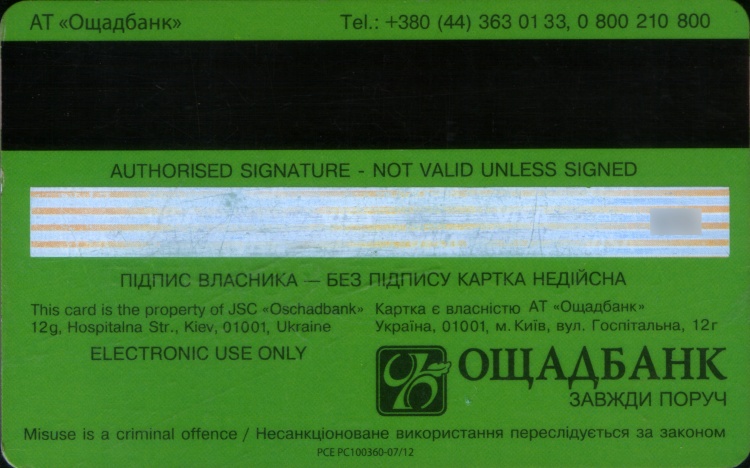 АТ «Ощадбанк» Tel.: +380 (44) 363 01 33, 0 800 210 800
AUTHORISED SIGNATURE - NOT VALID UNLESS SIGNED
ПІДПИС ВЛАСНИКА — БЕЗ ПІДПИСУ КАРТКА НЕДІЙСНА
This card is the property of JSC «Oschadbank»
12g, Hospitalna Str., Kiev, 01001, Ukraine
Картка є власністю АТ «Ощадбанк»
Україна, 01001, м. Київ, вул. Госпітальна, 12г
ELECTRONIC USE ONLY
ОЩАДБАНК
ЗАВЖДИ ПОРУЧ
Misuse is a criminal offence / Несанкціоноване використання переслідується за законом
PCE PC100360-07/12